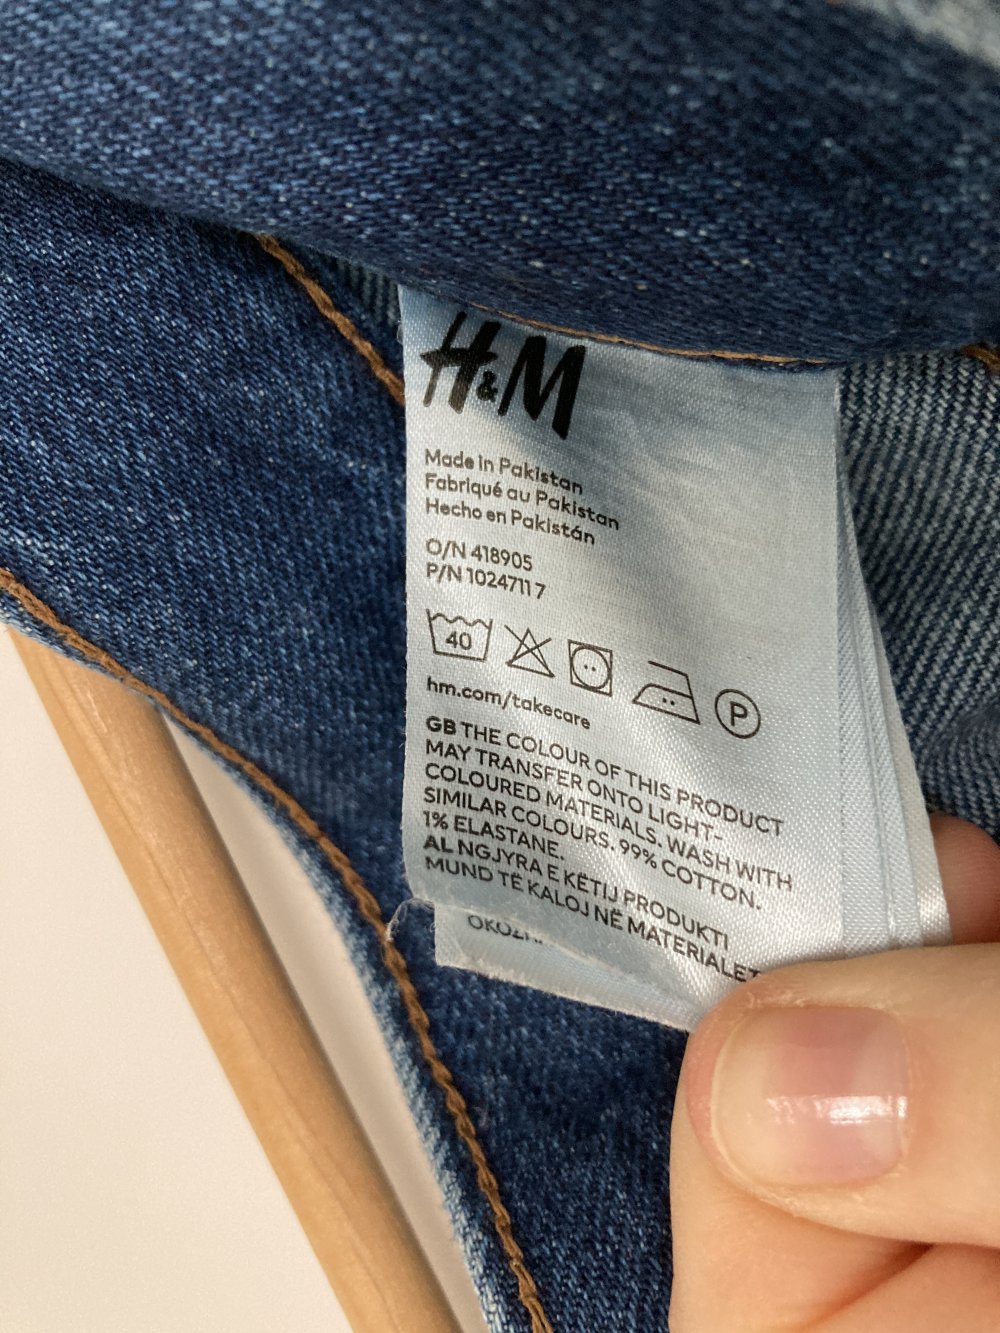 H&M
Made in Pakistan
Fabriqué au Pakistan
Hecho en Pakistán
O/N 418905
P/N 1024711 7
40
P
hm.com/takecare
GB THE COLOUR OF THIS PRODUCT
MAY TRANSFER ONTO LIGHT-
COLOURED MATERIALS. WASH WITH
SIMILAR COLOURS. 99% COTTON.
1% ELASTANE.
AL NGJYRA E KËTIJ PRODUKTI
MUND TË KALOJ NË MATERIALET